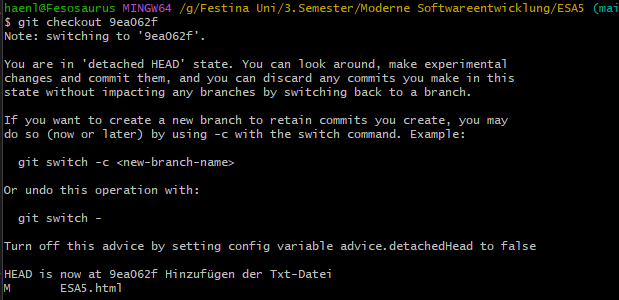 haenl@Fesosaurus MINGW64 /g/Festina Uni/3.Semester/Moderne Softwareentwicklung/ESA5 (mai
$ git checkout 9ea062f
Note: switching to '9ea062f'.

You are in 'detached HEAD' state. You can look around, make experimental
changes and commit them, and you can discard any commits you make in this
state without impacting any branches by switching back to a branch.

If you want to create a new branch to retain commits you create, you may
do so (now or later) by using -c with the switch command. Example:

  git switch -c <new-branch-name>

Or undo this operation with:

  git switch -

Turn off this advice by setting config variable advice.detachedHead to false

HEAD is now at 9ea062f Hinzufügen der Txt-Datei
M       ESA5.html